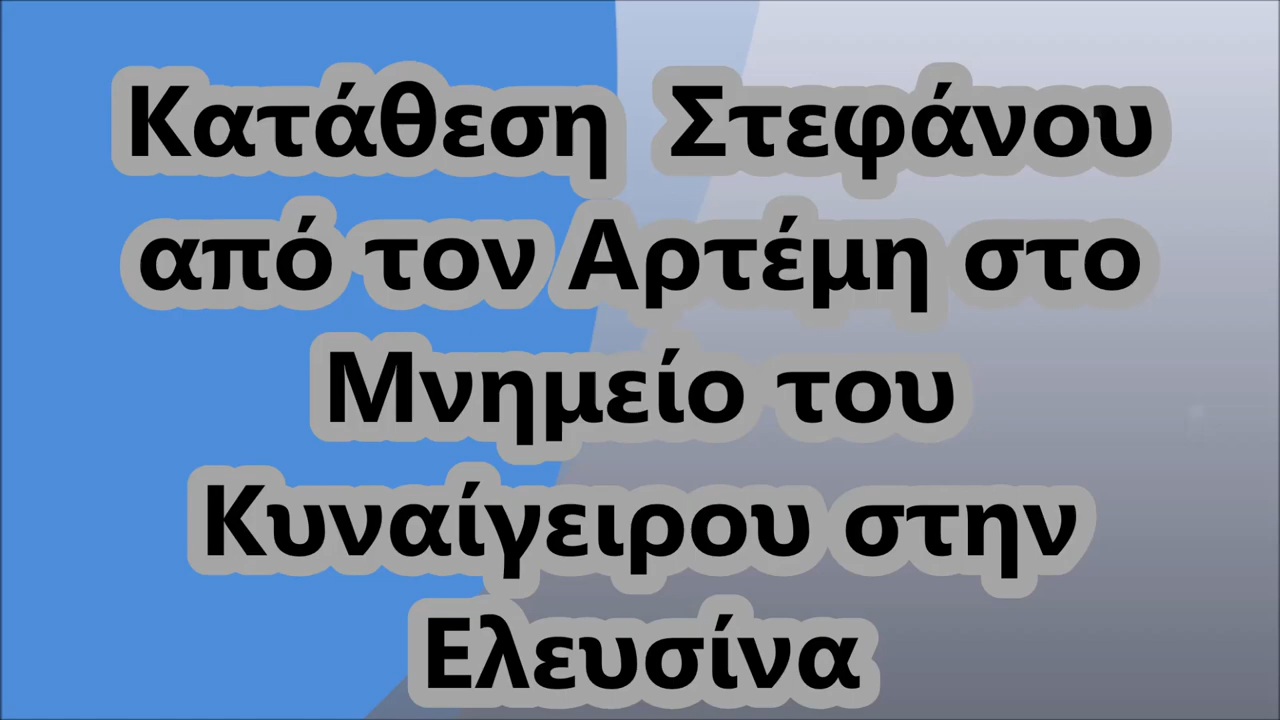 Κατάθεση Στεφάνου
από τον Αρτέμη στο
Μνημείο του
Κυναίγειρου στην
Ελευσίνα